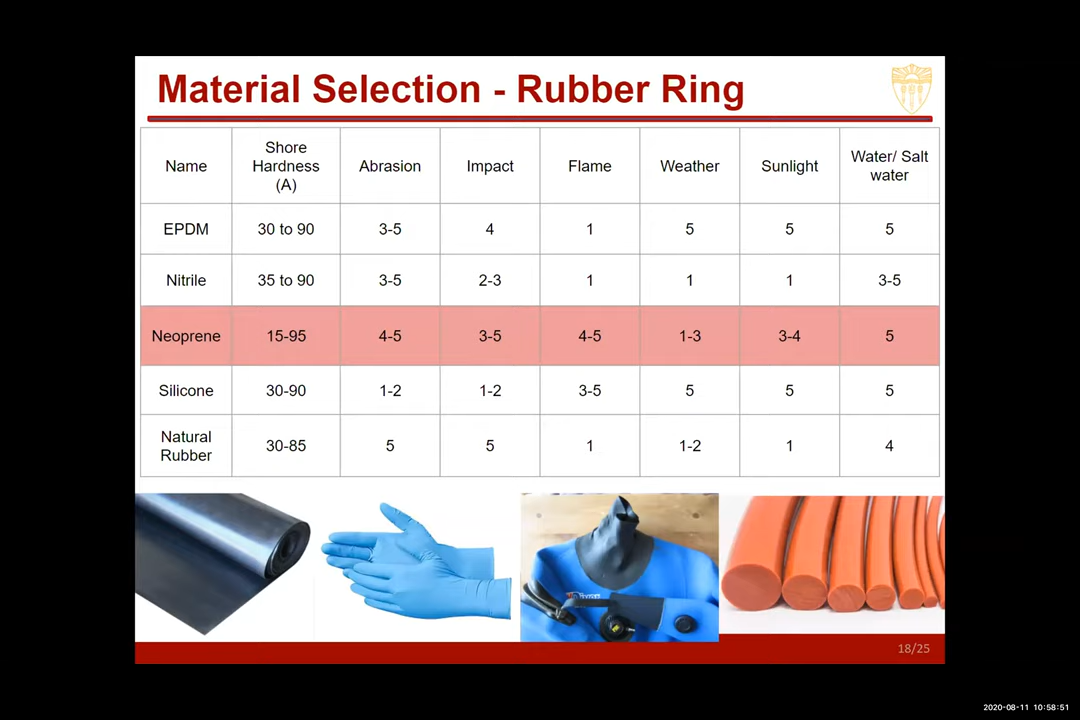 Material Selection - Rubber Ring
Name
Shore
Hardness
(A)
Abrasion
Impact
Flame
Weather
Sunlight
Water/ Salt
water
EPDM
30 to 90
3-5
4
1
5
5
5
Nitrile
35 to 90
3-5
2-3
1
1
1
3-5
Neoprene
15-95
4-5
3-5
4-5
1-3
3-4
5
Silicone
30-90
1-2
1-2
3-5
5
5
5
Natural
Rubber
30-85
5
5
1
1-2
1
4
18/25
2020-08-11 10:58:51